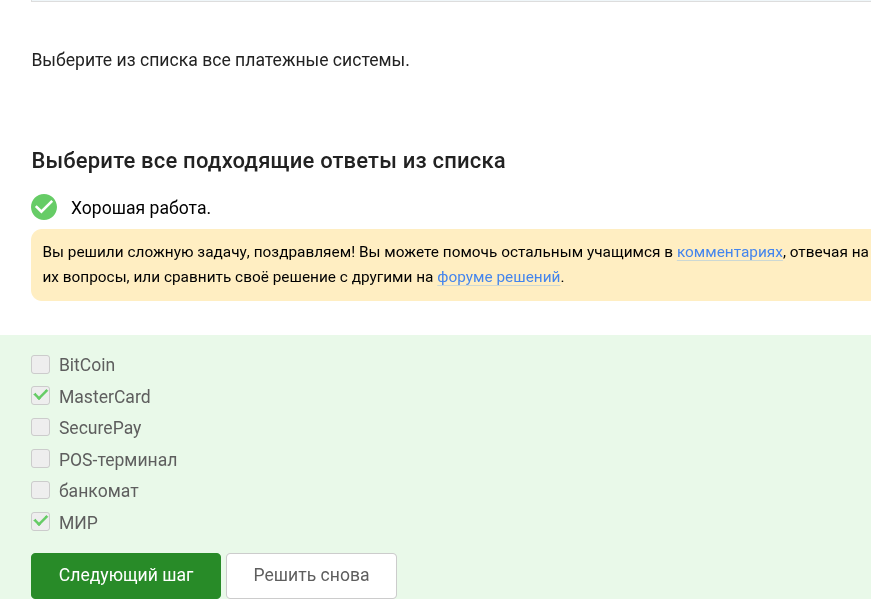 Выберите из списка все платежные системы.
Выберите все подходящие ответы из списка
Хорошая работа.
Вы решили сложную задачу, поздравляем! Вы можете помочь остальным учащимся в комментариях, отвечая на
их вопросы, или сравнить своё решение с другими на форуме решений.
BitCoin
MasterCard
SecurePay
POS-терминал
банкомат
МИР
Следующий шаг Решить снова